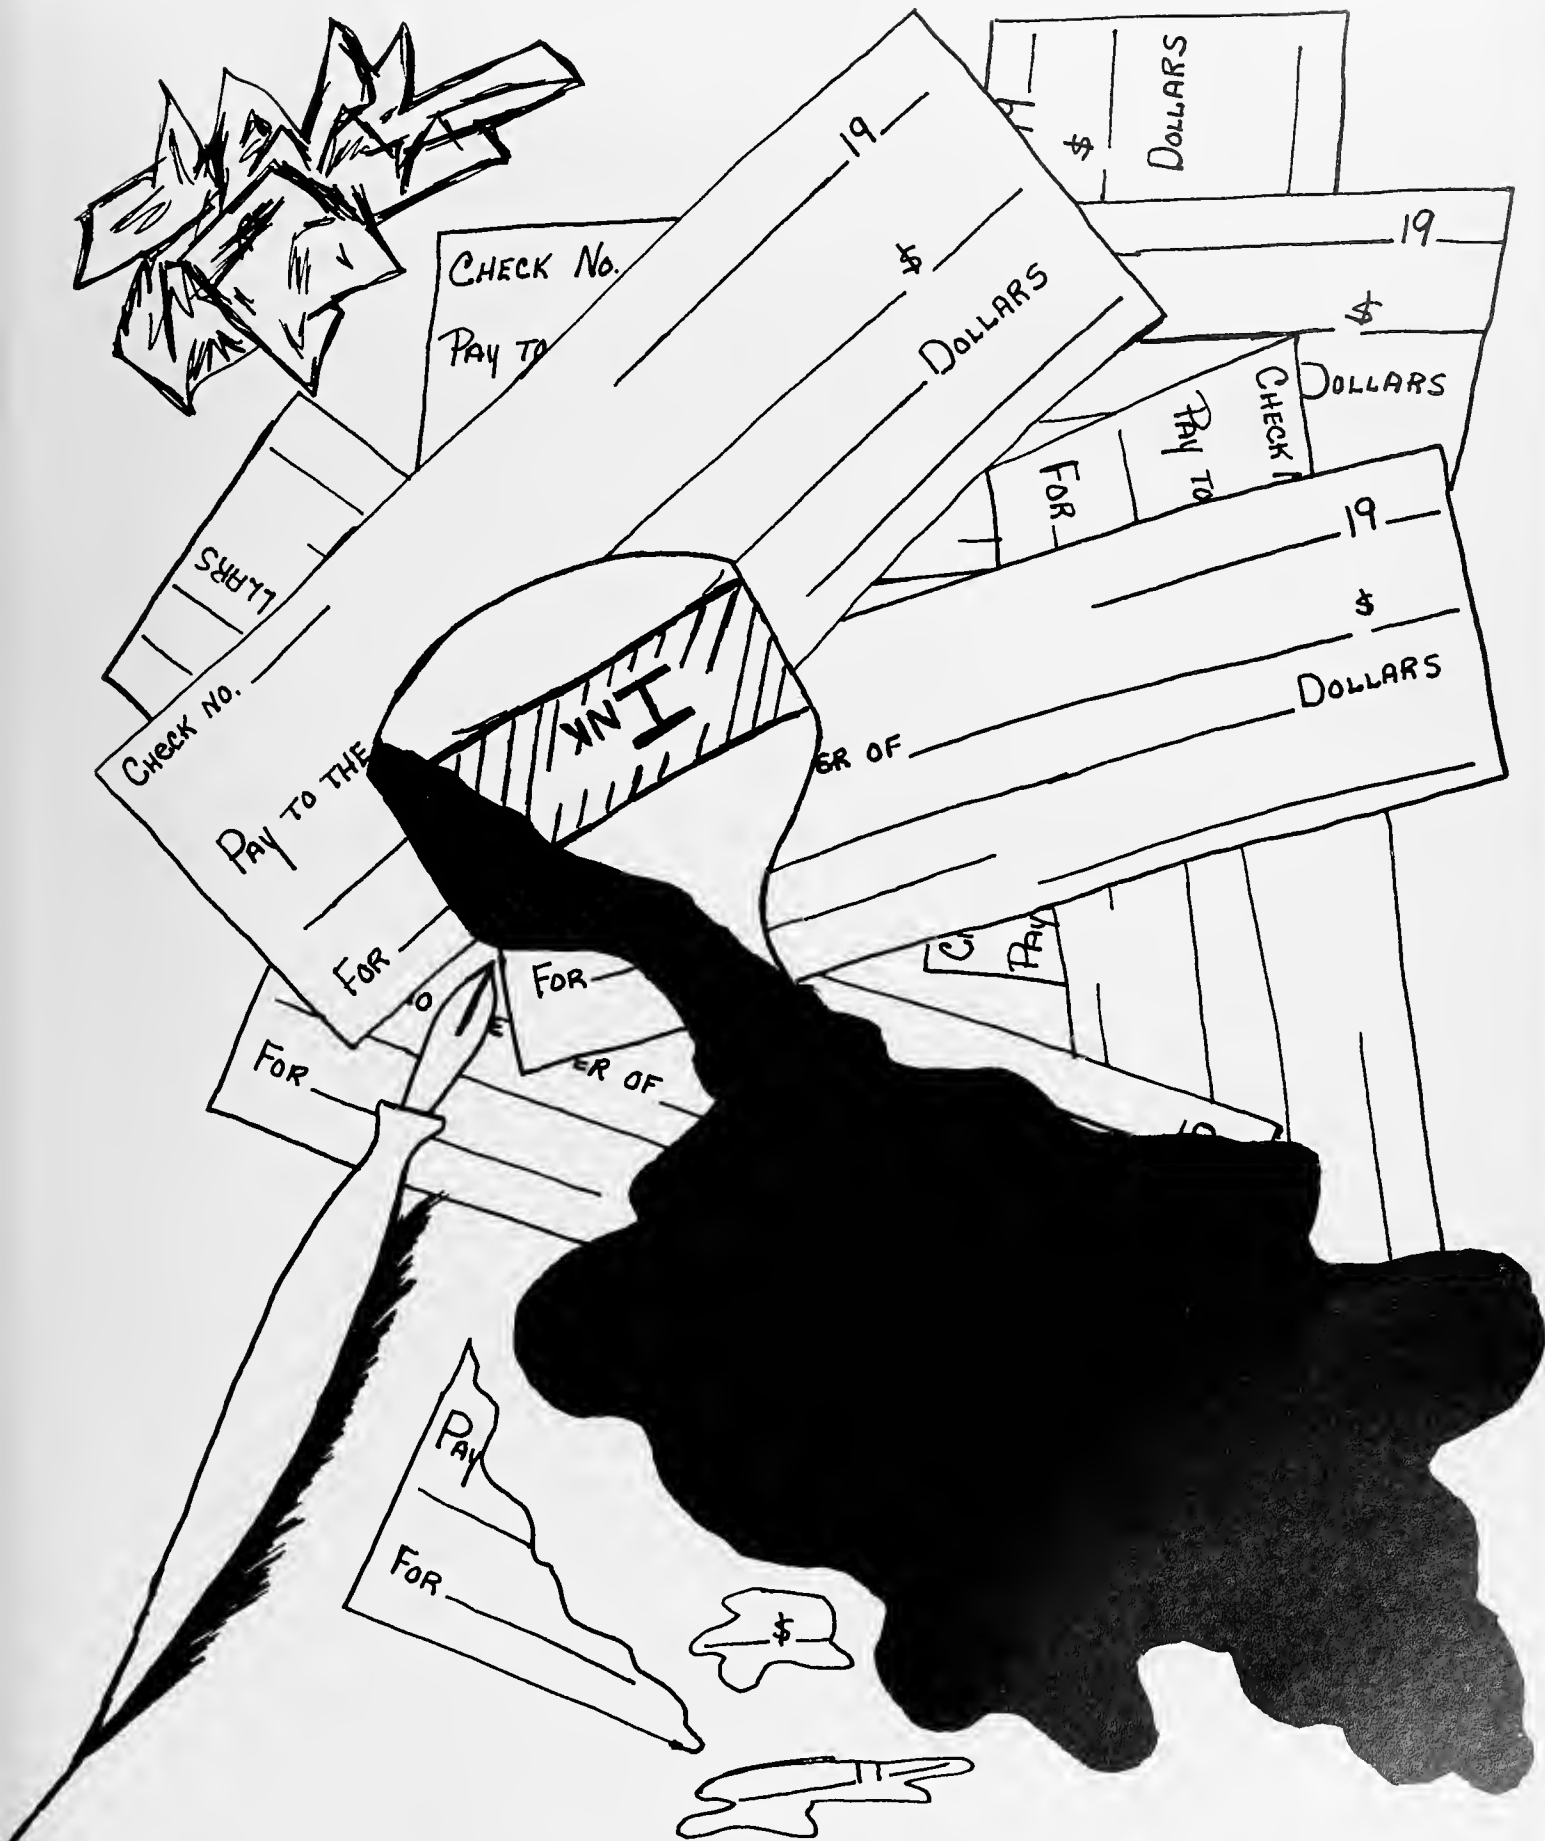 19
$
DOLLARS
19
$
DOLLARS
CHECK NO.
PAY TO
19
$
DOLLARS
CHECK NO.
PAY TO THE
FOR
LLARS
CHECK
PAY TO
FOR
19
$
DOLLARS
ER OF
FOR
INK
PAY
FOR
ER OF
PAY
FOR
$